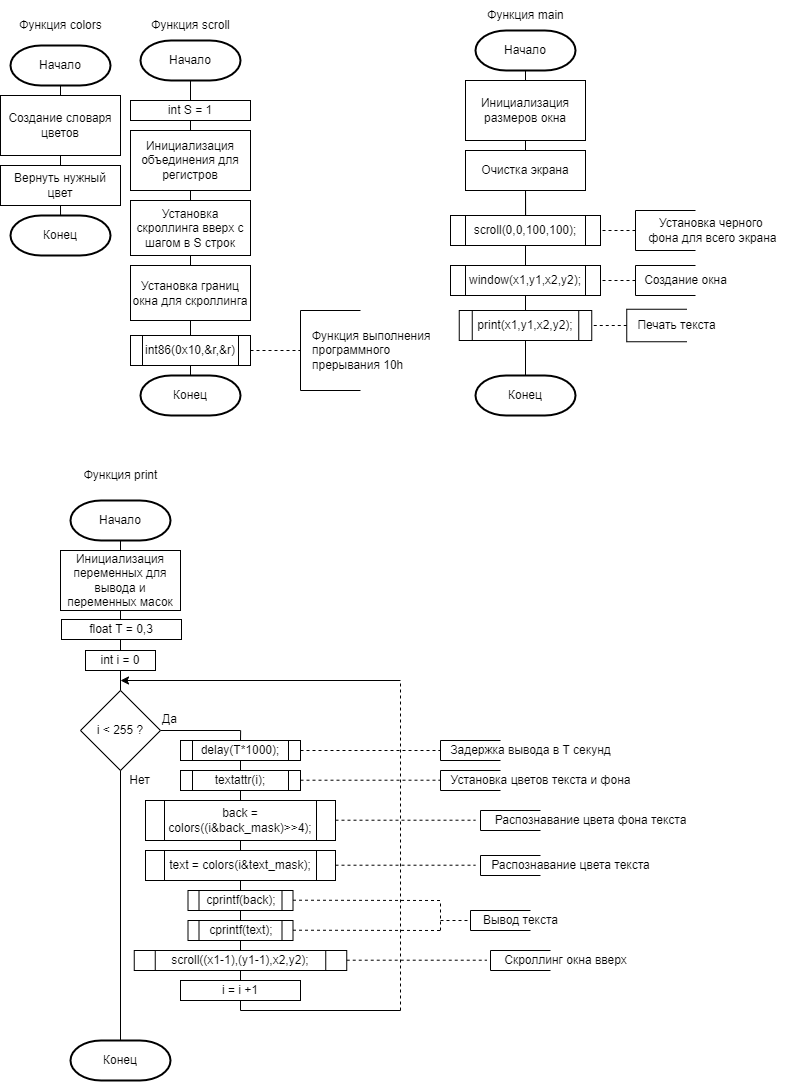 Функция colors
Начало
Создание словаря
цветов
Вернуть нужный
цвет
Конец
Функция scroll
Начало
int S = 1
Инициализация
объединения для
регистров
Установка
скроллинга вверх с
шагом в S строк
Установка границ
окна для скроллинга
int86(0x10,&r,&r)
Функция выполнения
программного
прерывания 10h
Конец
Функция main
Начало
Инициализация
размеров окна
Очистка экрана
scroll(0,0,100,100);
Установка черного
фона для всего экрана
window(x1,y1,x2,y2);
Создание окна
print(x1,y1,x2,y2);
Печать текста
Конец
Функция print
Начало
Инициализация
переменных для
вывода и
переменных масок
float T = 0,3
int i = 0
i < 255 ?
Да
Нет
delay(T*1000);
Задержка вывода в T секунд
textattr(i);
Установка цветов текста и фона
back =
colors((i&back_mask)>>4);
Распознавание цвета фона текста
text = colors(i&text_mask);
Распознавание цвета текста
cprintf(back);
cprintf(text);
Вывод текста
scroll((x1-1),(y1-1),x2,y2);
Скроллинг окна вверх
i = i +1
Конец